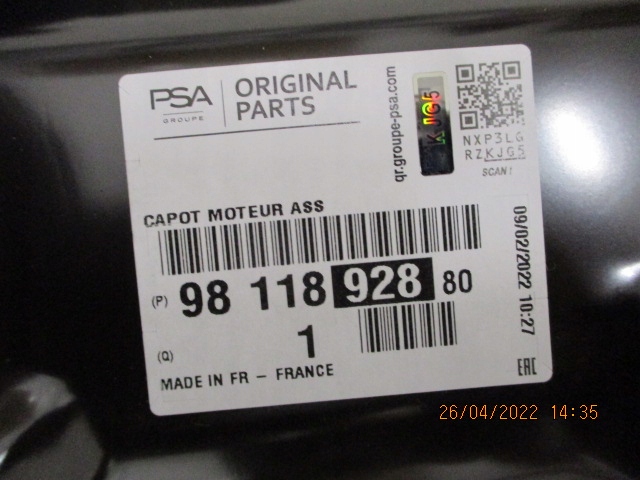 PSA
GROUPE
ORIGINAL
PARTS
qr.groupe-psa.com
KJG5
NXP3LG
RZKJG5
SCAN!
CAPOT MOTEUR ASS
(P) 98 118 928 80
(Q) 1
MADE IN FR - FRANCE
09/02/2022 10:27
EAC
26/04/2022 14:35